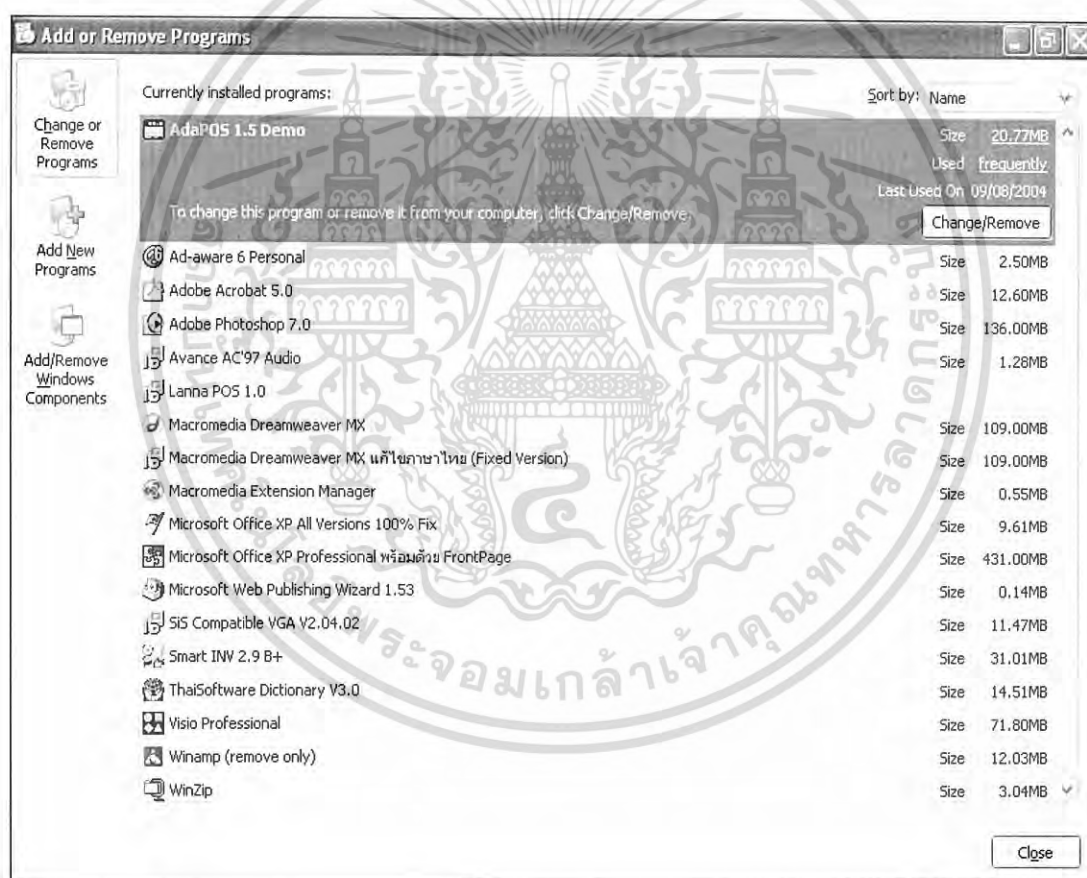 Add or Remove Programs
Change or
Remove
Programs
Add New
Programs
Add/Remove
Windows
Components
Currently installed programs:
Sort by: Name
AdaPOS 1.5 Demo
Size 20.77MB
Used frequently
Last Used On 09/08/2004
To change this program or remove it from your computer, click Change/Remove.
Change/Remove
Ad-aware 6 Personal Size 2.50MB
Adobe Acrobat 5.0 Size 12.60MB
Adobe Photoshop 7.0 Size 136.00MB
Avance AC'97 Audio Size 1.28MB
Lanna POS 1.0
Macromedia Dreamweaver MX Size 109.00MB
Macromedia Dreamweaver MX แก้ไขภาษาไทย (Fixed Version) Size 109.00MB
Macromedia Extension Manager Size 0.55MB
Microsoft Office XP All Versions 100% Fix Size 9.61MB
Microsoft Office XP Professional พร้อมด้วย FrontPage Size 431.00MB
Microsoft Web Publishing Wizard 1.53 Size 0.14MB
SiS Compatible VGA V2.04.02 Size 11.47MB
Smart INV 2.9 B+ Size 31.01MB
ThaiSoftware Dictionary V3.0 Size 14.51MB
Visio Professional Size 71.80MB
Winamp (remove only) Size 12.03MB
WinZip Size 3.04MB
Close